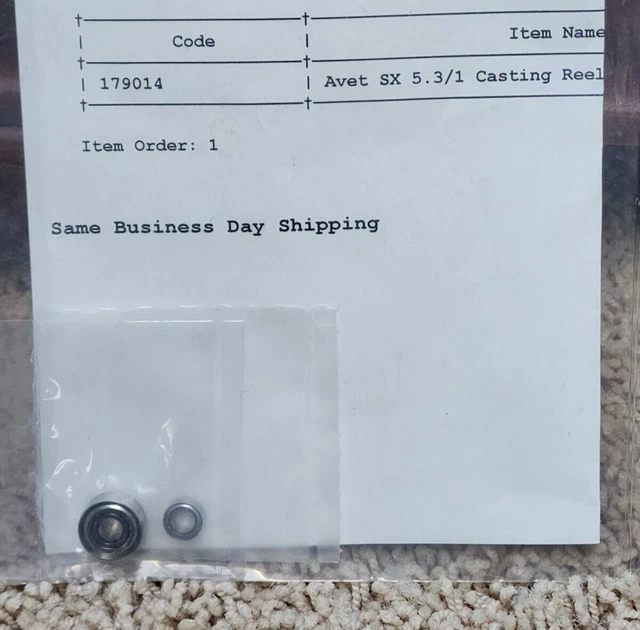 Code Item Name
179014 Avet SX 5.3/1 Casting Reel
Item Order: 1
Same Business Day Shipping